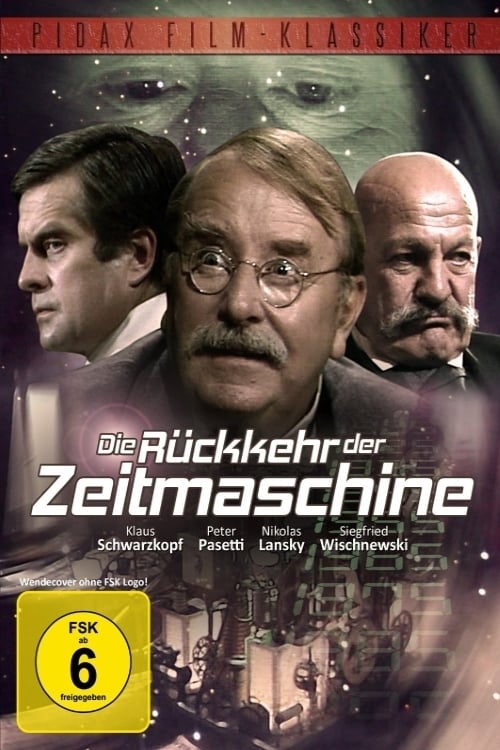 PIDAX FILM-KLASSIKER
Die Rückkehr der
Zeitmaschine
Klaus Schwarzkopf
Peter Pasetti
Nikolas Lansky
Siegfried Wischnewski
Wendecover ohne FSK Logo!
FSK
ab
6
freigegeben